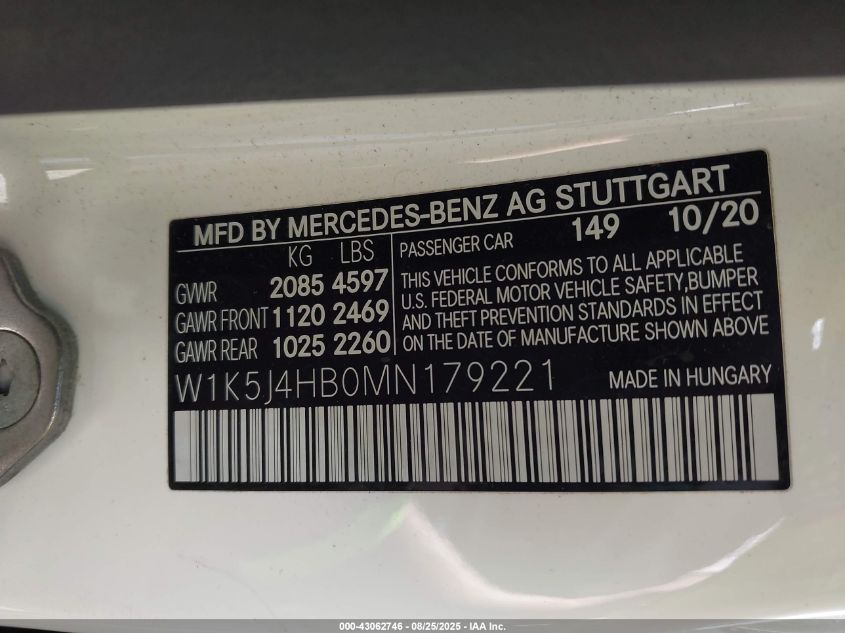 MFD BY MERCEDES-BENZ AG STUTTGART
KG LBS
GVWR 2085 4597
GAWR FRONT 1120 2469
GAWR REAR 1025 2260
PASSENGER CAR 149 10/20
THIS VEHICLE CONFORMS TO ALL APPLICABLE
U.S. FEDERAL MOTOR VEHICLE SAFETY,BUMPER
AND THEFT PREVENTION STANDARDS IN EFFECT
ON THE DATE OF MANUFACTURE SHOWN ABOVE
W1K5J4HB0MN179221 MADE IN HUNGARY
000-43062746 - 08/25/2025 - IAA Inc.